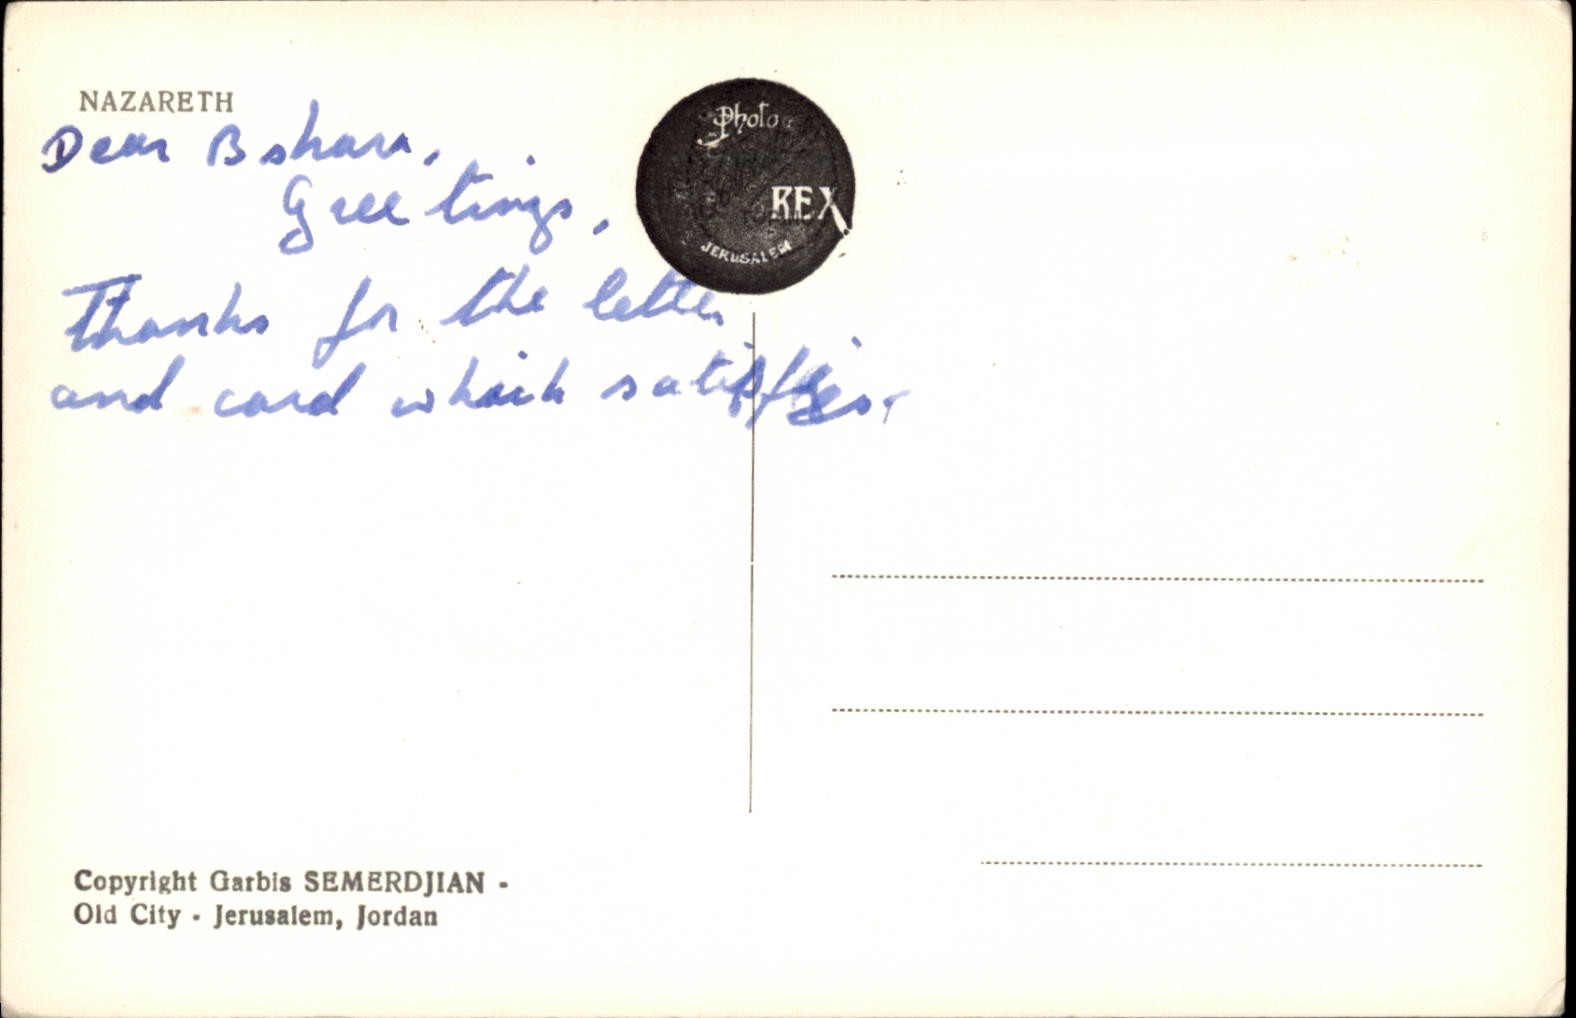 NAZARETH
Dear Bshara,
Greetings,
Thanks for the letter
and card which
Photo
REX
JERUSALEM
Copyright Garbis SEMERDJIAN -
Old City - Jerusalem, Jordan